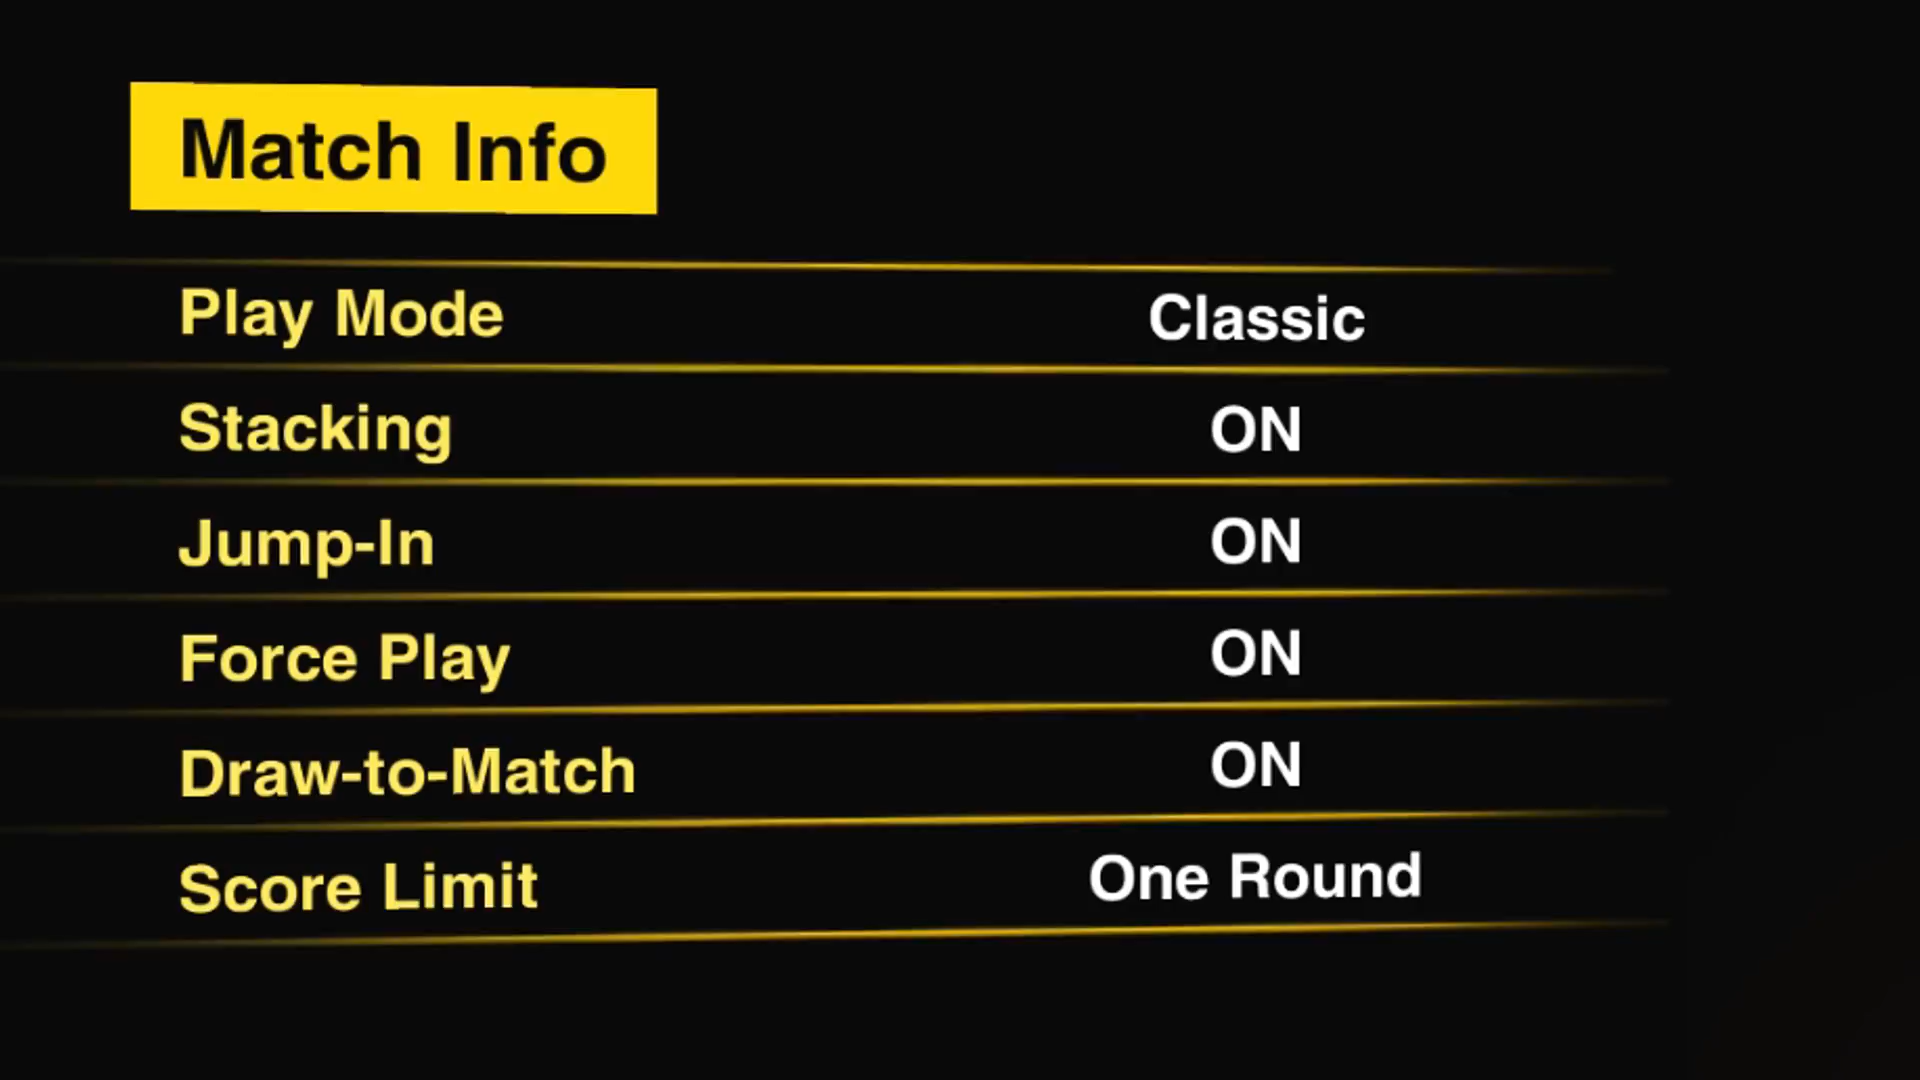 Match Info
Play Mode Classic
Stacking ON
Jump-In ON
Force Play ON
Draw-to-Match ON
Score Limit One Round